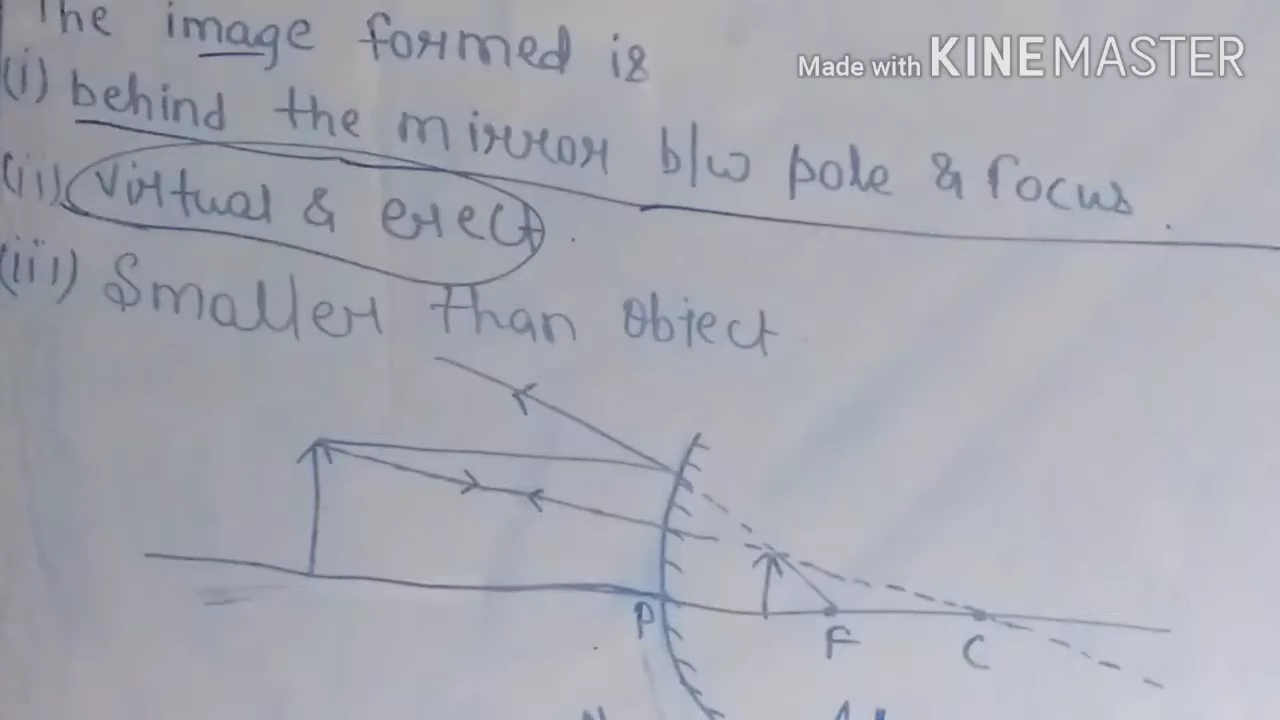 The image formed is
Made with KINEMASTER
(i) behind the mirror b/w pole & focus.
(ii) virtual & erect.
(iii) Smaller than object
P
F
C